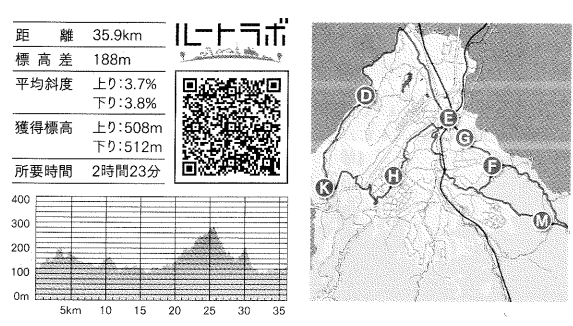 距離 35.9km
標高差 188m
平均斜度 上り:3.7%
下り:3.8%
獲得標高 上り:508m
下り:512m
所要時間 2時間23分
ルートラボ
400
300
200
100
0m
5km 10 15 20 25 30 35
D
E
G
F
H
K
M